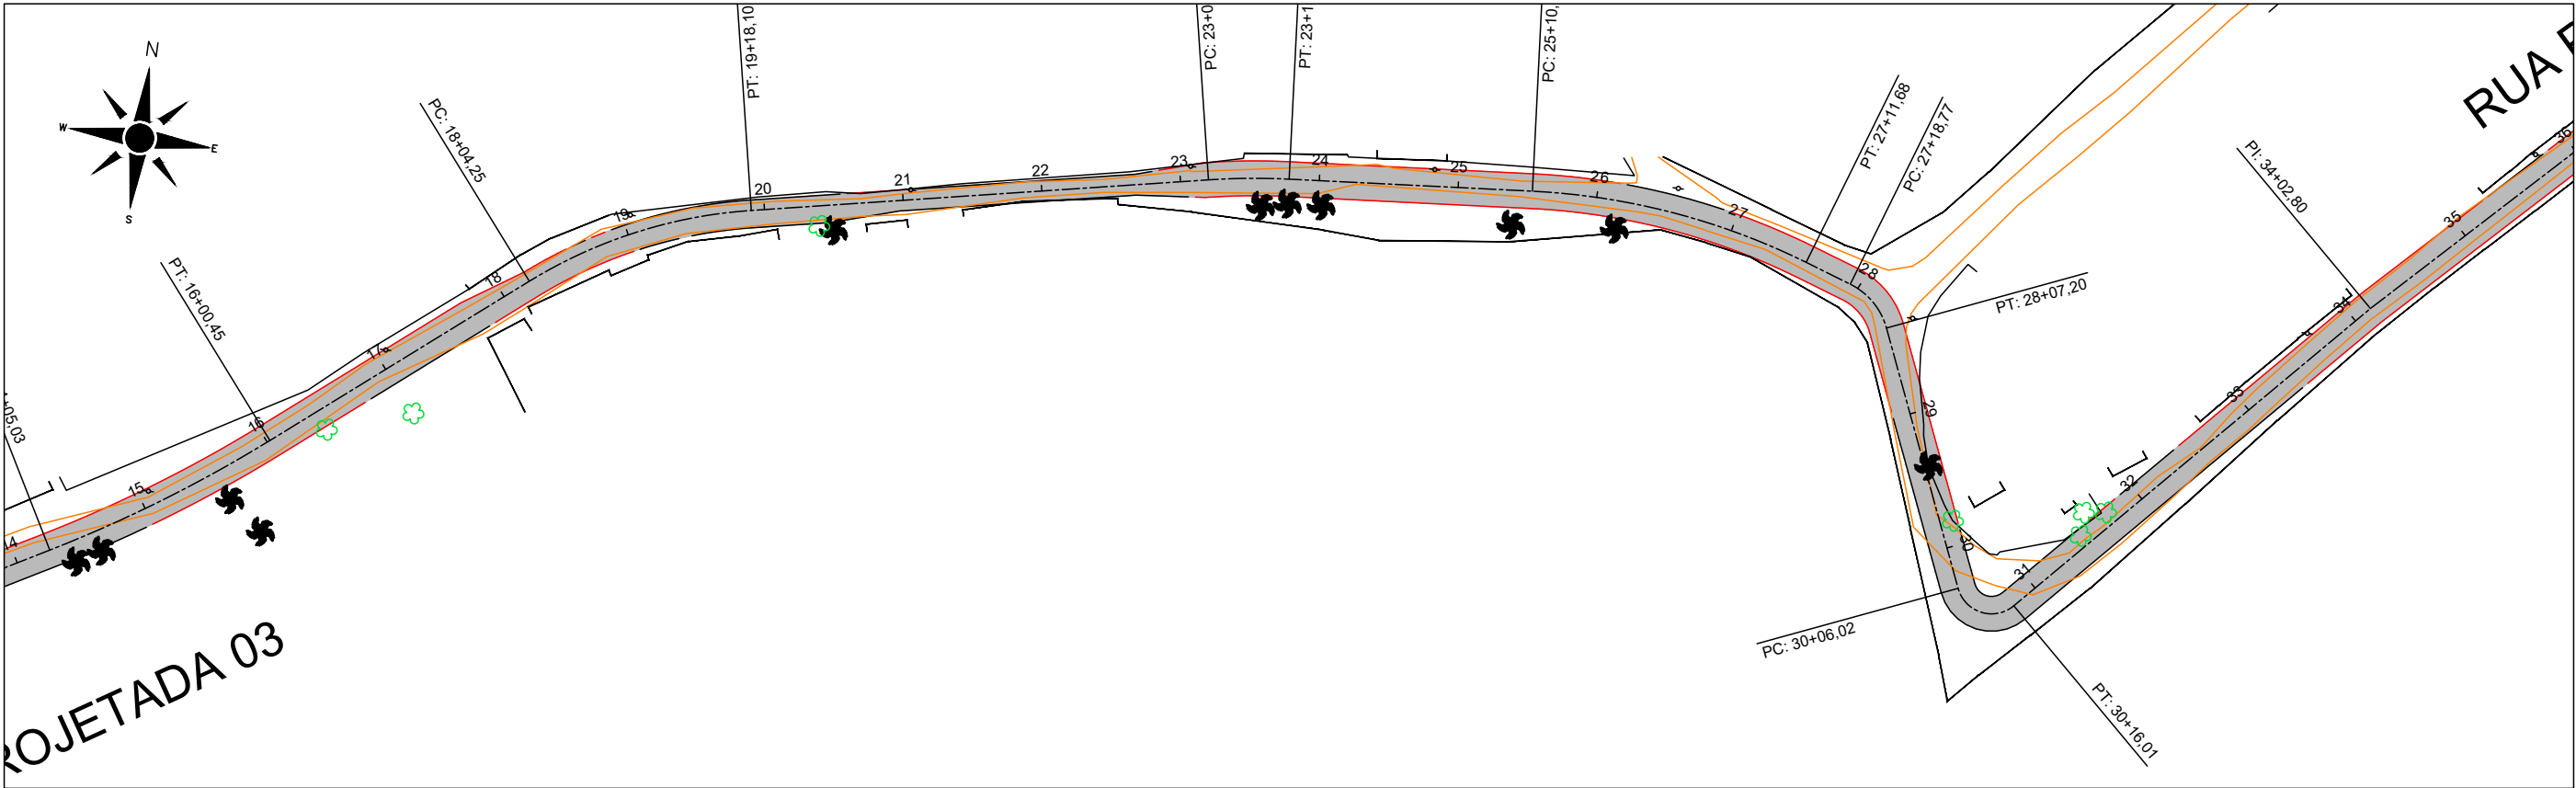 N
W
E
S
PT: 19+18,10
PC: 23+0
PT: 23+1
PC: 25+10,
PC: 18+04,25
PT: 27+11,68
PC: 27+18,77
RUA
PI: 34+02,80
PT: 16+00,45
+05,03
PT: 28+07,20
14
15
16
17
18
19
20
21
22
23
24
25
26
27
28
29
30
31
32
33
34
35
36
PC: 30+06,02
PT: 30+16,01
ROJETADA 03